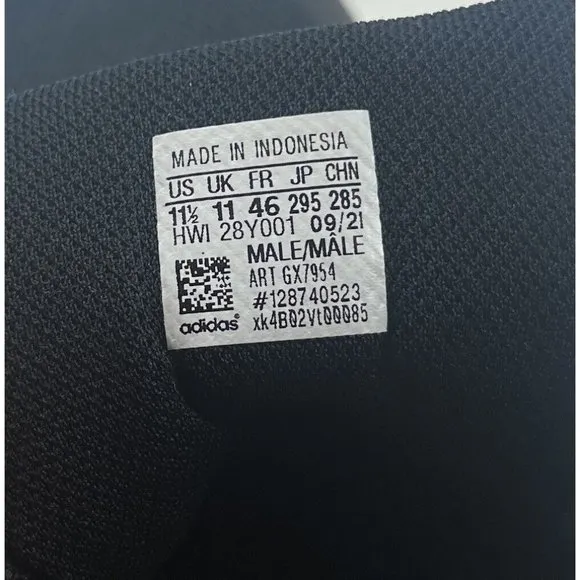 MADE IN INDONESIA
US UK FR JP CHN
11½ 11 46 295 285
HWI 28Y001 09/21
MALE/MÂLE
ART GX7954
#128740523
adidas xk4B02Vt00085